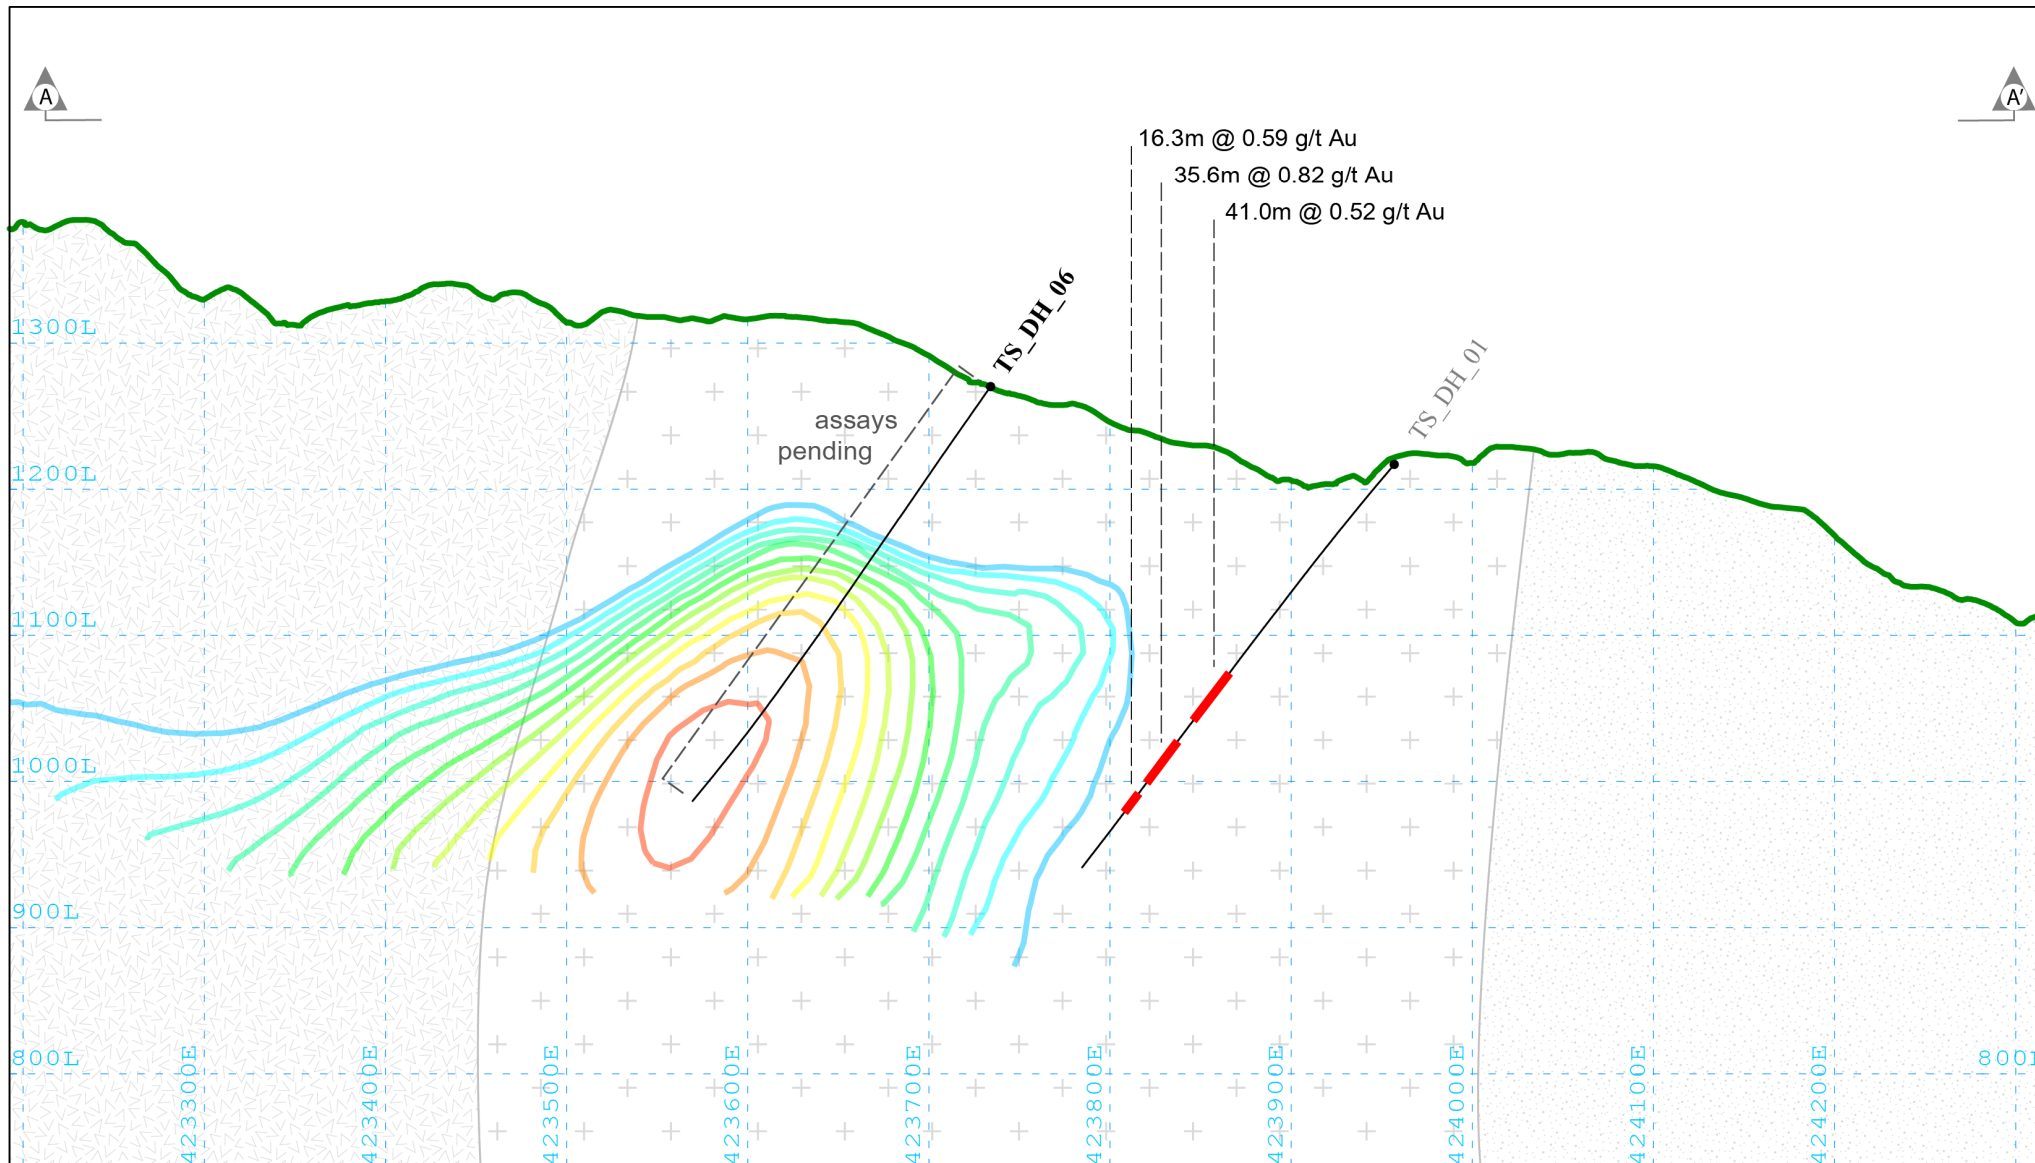 A
A'
16.3m @ 0.59 g/t Au
35.6m @ 0.82 g/t Au
41.0m @ 0.52 g/t Au
TS_DH_06
TS_DH_01
1300L
assays
pending
1200L
1100L
1000L
900L
800L
800L
423300E
423400E
423500E
423600E
423700E
423800E
423900E
424000E
424100E
424200E